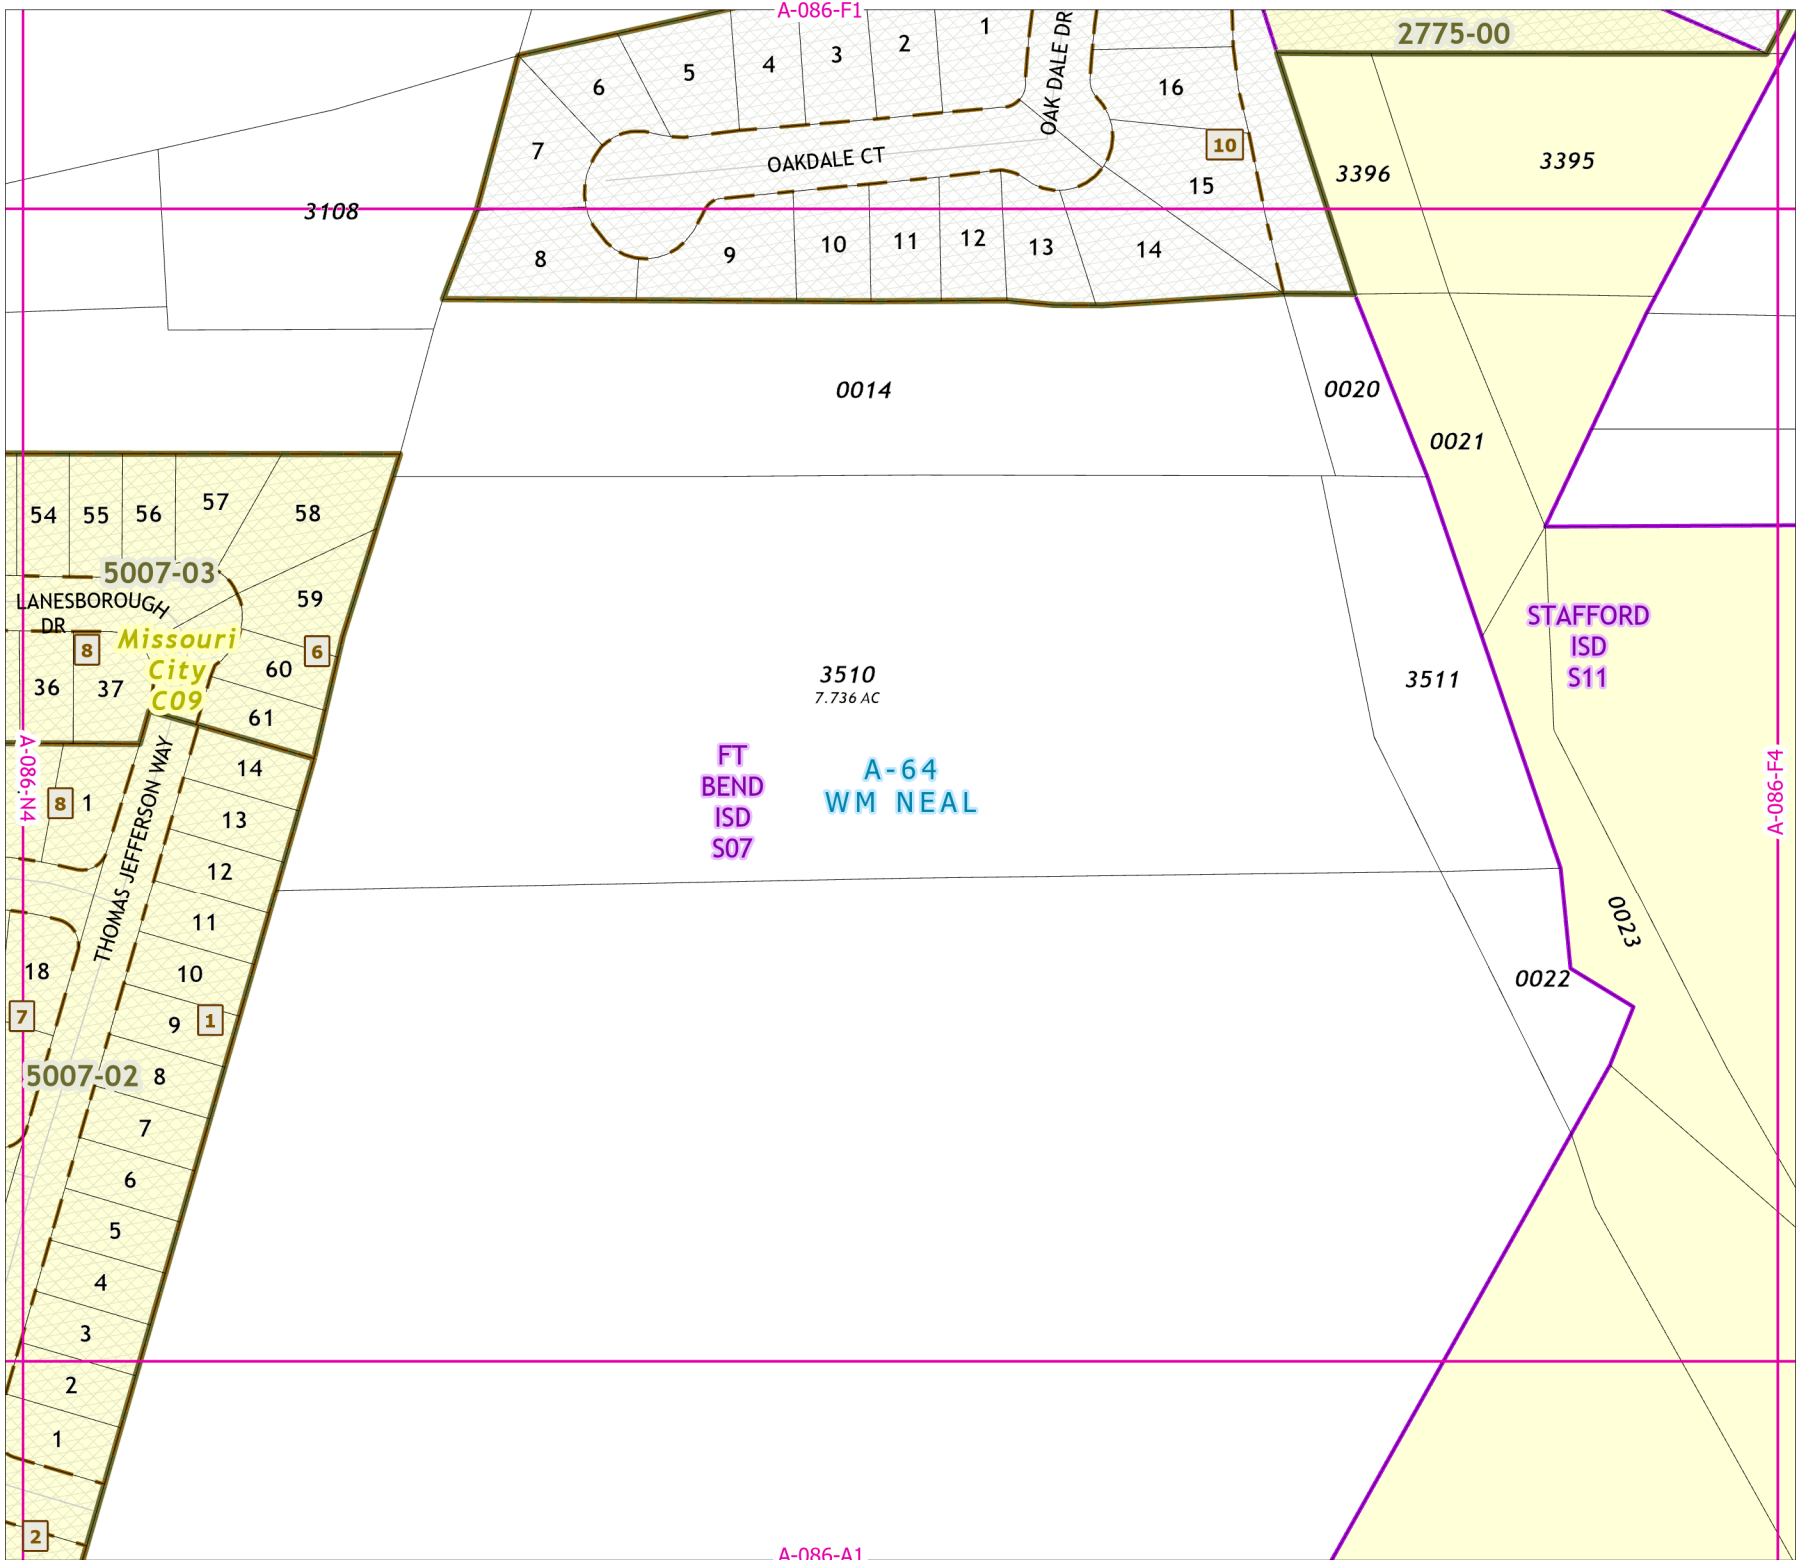 A-086-F1
2775-00
1
2
3
4
5
6
7
OAK DALE DR
16
10
15
OAKDALE CT
3396
3395
3108
8
9
10
11
12
13
14
0014
0020
0021
54
55
56
57
58
5007-03
59
LANESBOROUGH
DR
8
Missouri
City
C09
6
36
37
60
61
STAFFORD
ISD
S11
3510
7.736 AC
3511
FT
BEND
ISD
S07
A-64
WM NEAL
A-086-N4
A-086-F4
THOMAS JEFFERSON WAY
8
1
14
13
12
11
10
9
1
18
7
5007-02
8
7
6
5
4
3
2
1
2
0023
0022
A-086-A1